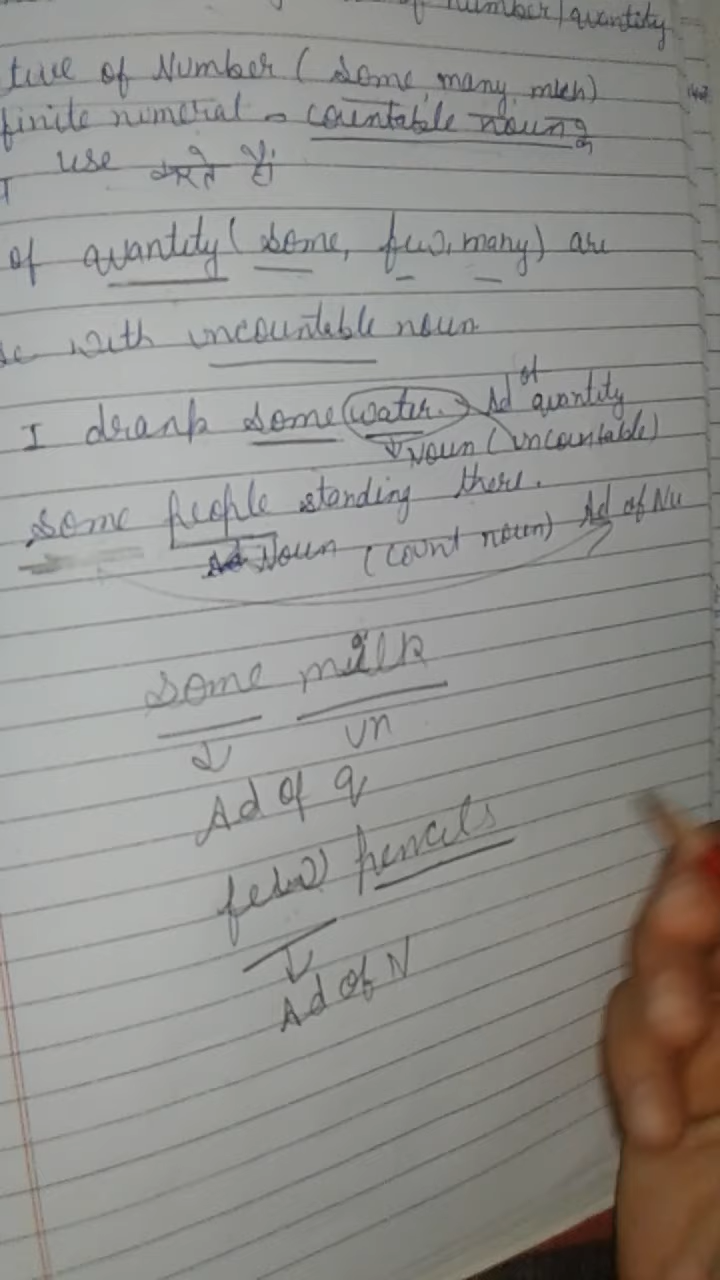 of number/quantity
tive of Number ( Some, many, much)
finite numeral → countable noun के
use करते हैं।
of quantity ( some, few, many) are
with uncountable noun
I drank some water. → Ad of quantity
Noun (uncountable)
Some people standing there.
Noun (count noun) Ad of Nu
Some milk
un
Ad of q
few pencils
Ad of N